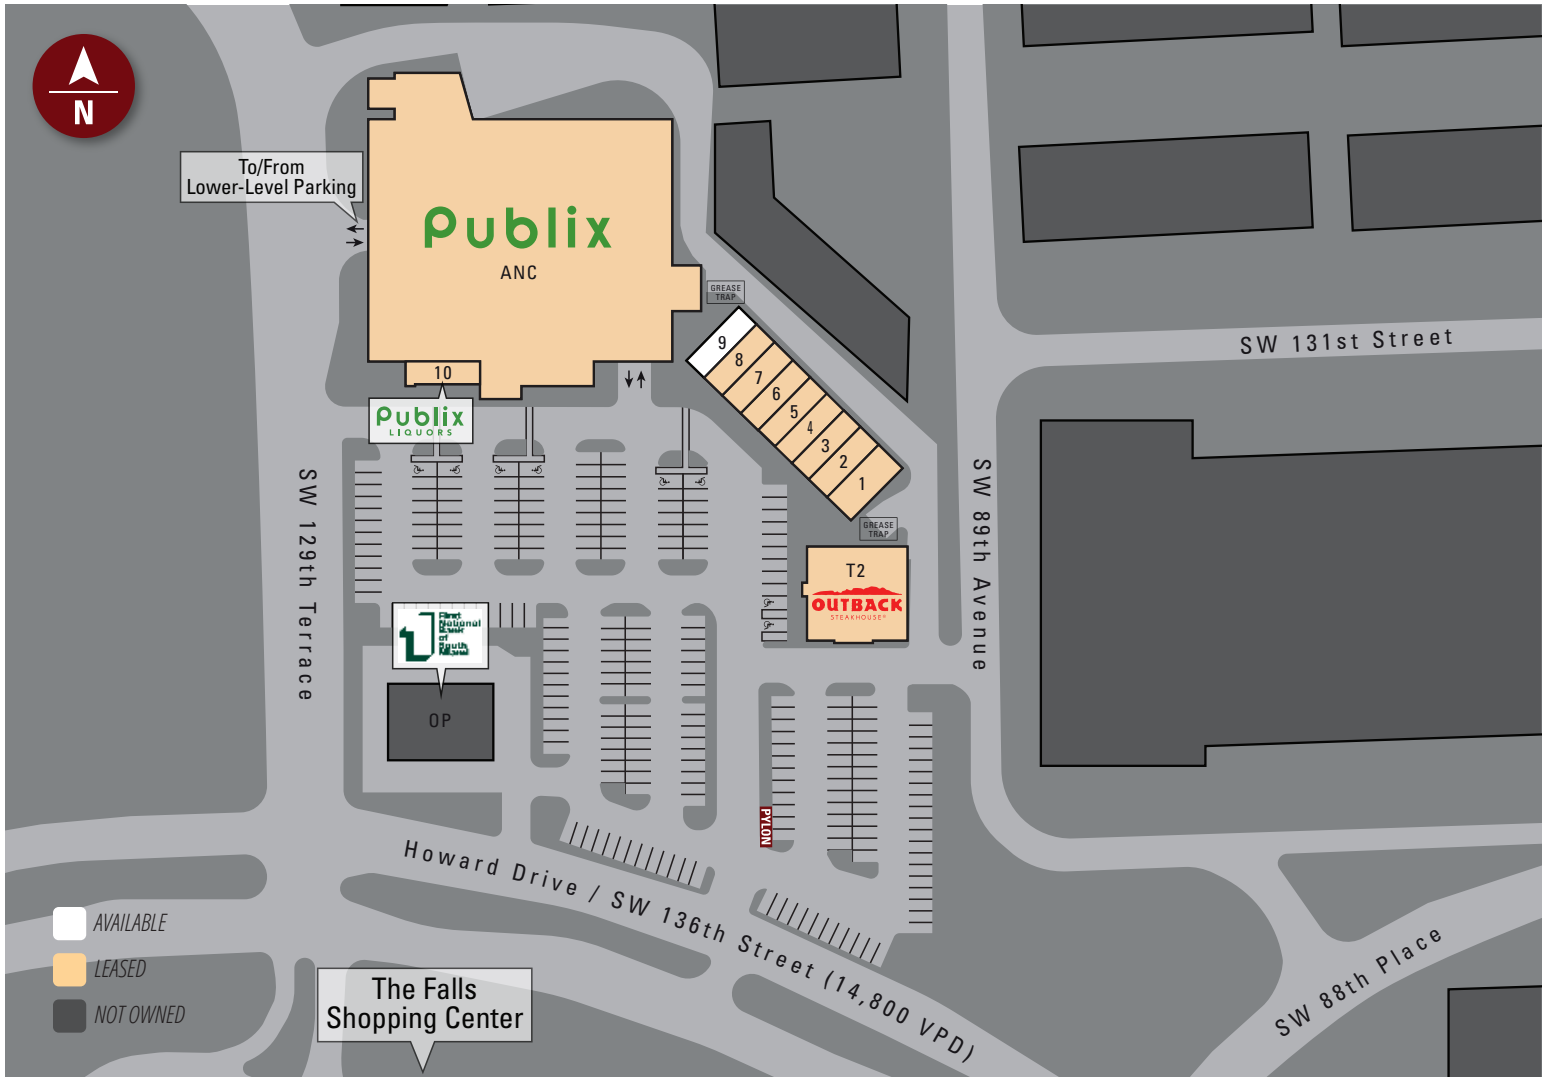 N
To/From
Lower-Level Parking
Publix
ANC
GREASE
TRAP
9
8
7
6
5
4
3
2
1
10
Publix
LIQUORS
GREASE
TRAP
T2
OUTBACK
STEAKHOUSE®
First
National
Bank
of
South
Miami
OP
PYLON
SW 129th Terrace
SW 89th Avenue
SW 131st Street
Howard Drive / SW 136th Street (14,800 VPD)
SW 88th Place
AVAILABLE
LEASED
NOT OWNED
The Falls
Shopping Center